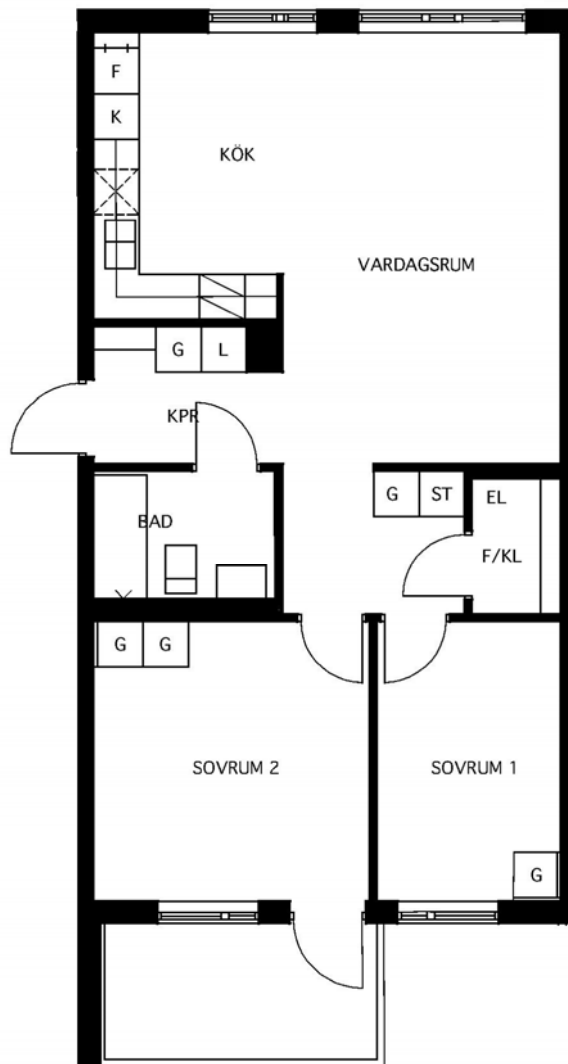 F
K
KÖK
VARDAGSRUM
G L
KPR
G ST EL
BAD
F/KL
G G
SOVRUM 2 SOVRUM 1
G